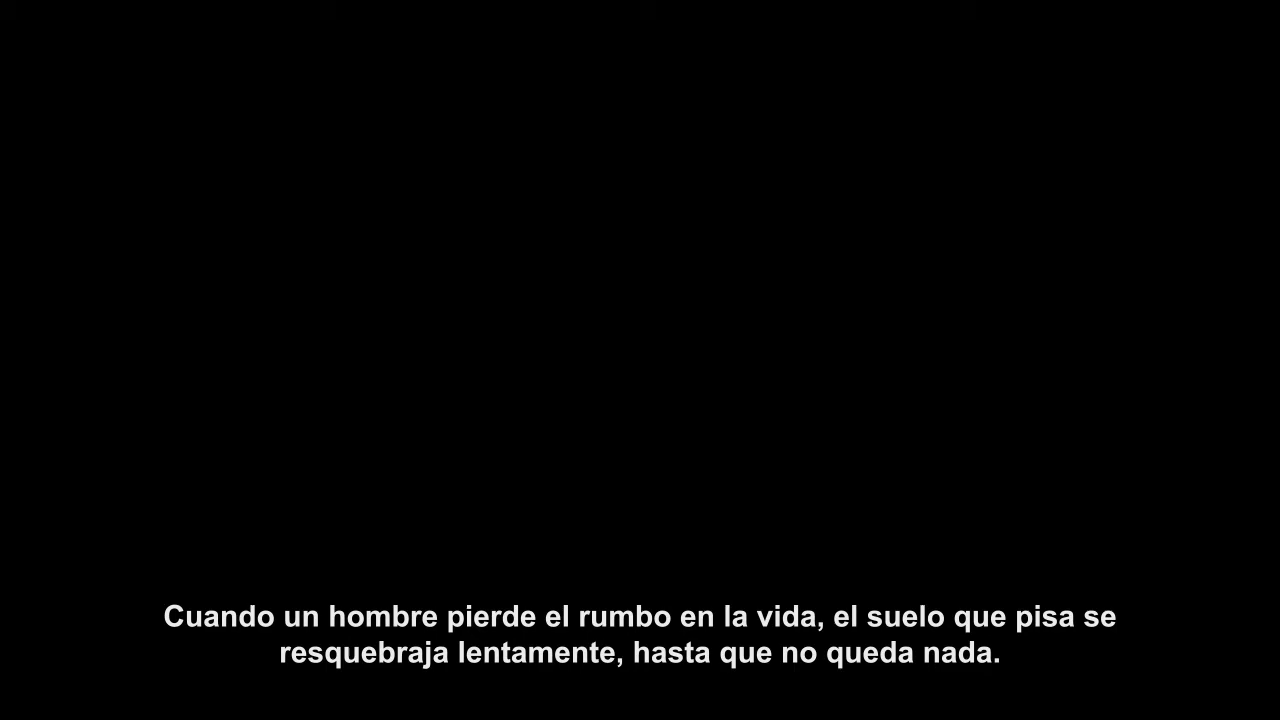 Cuando un hombre pierde el rumbo en la vida, el suelo que pisa se
resquebraja lentamente, hasta que no queda nada.